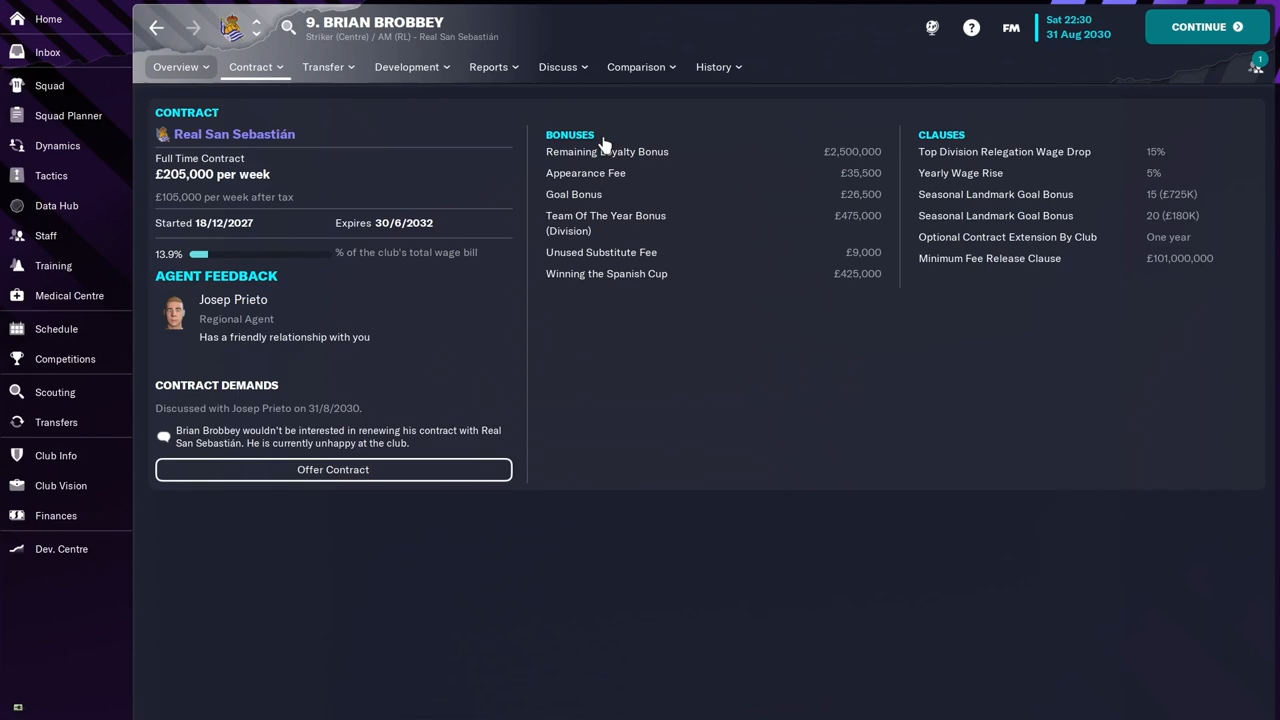 Home
Inbox
Squad
Squad Planner
Dynamics
Tactics
Data Hub
Staff
Training
Medical Centre
Schedule
Competitions
Scouting
Transfers
Club Info
Club Vision
Finances
Dev. Centre
9. BRIAN BROBBEY
Striker (Centre) / AM (RL) - Real San Sebastián
FM
Sat 22:30
31 Aug 2030
CONTINUE
1
Overview
Contract
Transfer
Development
Reports
Discuss
Comparison
History
CONTRACT
Real San Sebastián
Full Time Contract
£205,000 per week
£105,000 per week after tax
Started 18/12/2027 Expires 30/6/2032
13.9% % of the club's total wage bill
AGENT FEEDBACK
Josep Prieto
Regional Agent
Has a friendly relationship with you
CONTRACT DEMANDS
Discussed with Josep Prieto on 31/8/2030.
Brian Brobbey wouldn't be interested in renewing his contract with Real
San Sebastián. He is currently unhappy at the club.
Offer Contract
BONUSES
Remaining Loyalty Bonus £2,500,000
Appearance Fee £35,500
Goal Bonus £26,500
Team Of The Year Bonus £475,000
(Division)
Unused Substitute Fee £9,000
Winning the Spanish Cup £425,000
CLAUSES
Top Division Relegation Wage Drop 15%
Yearly Wage Rise 5%
Seasonal Landmark Goal Bonus 15 (£725K)
Seasonal Landmark Goal Bonus 20 (£180K)
Optional Contract Extension By Club One year
Minimum Fee Release Clause £101,000,000